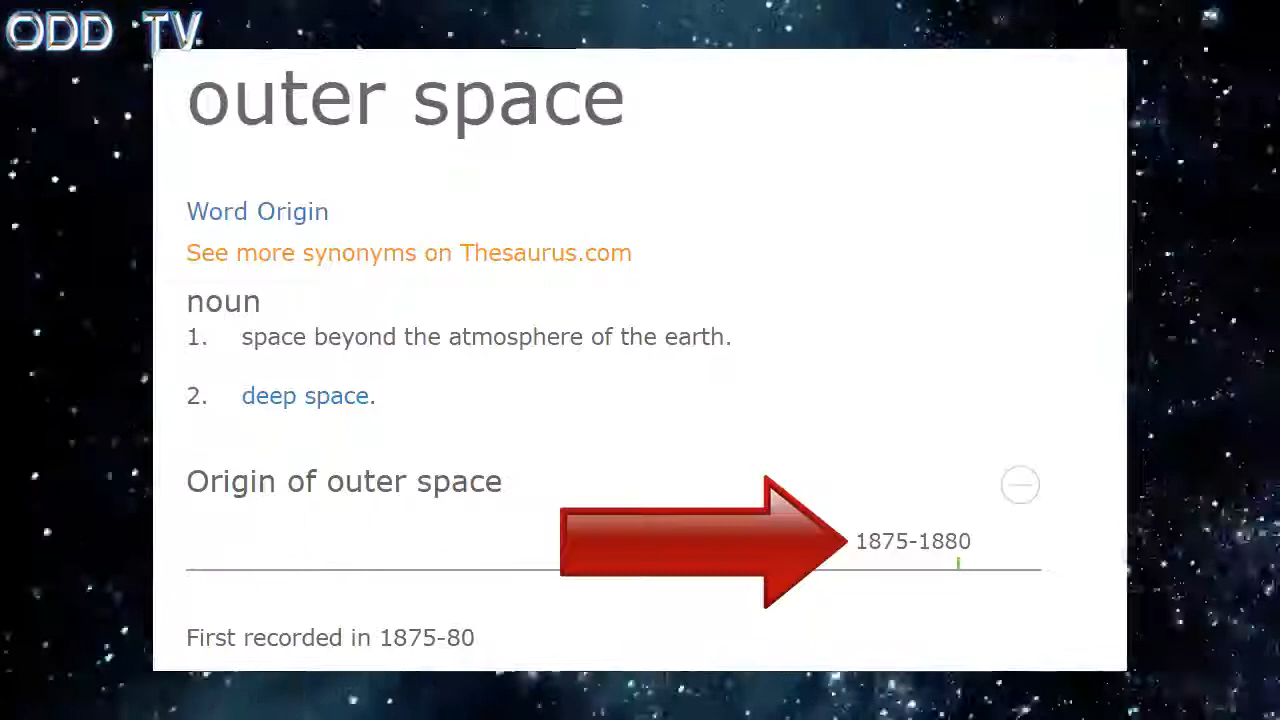 ODD TV
outer space
Word Origin
See more synonyms on Thesaurus.com
noun
1. space beyond the atmosphere of the earth.
2. deep space.
Origin of outer space
1875-1880
First recorded in 1875-80